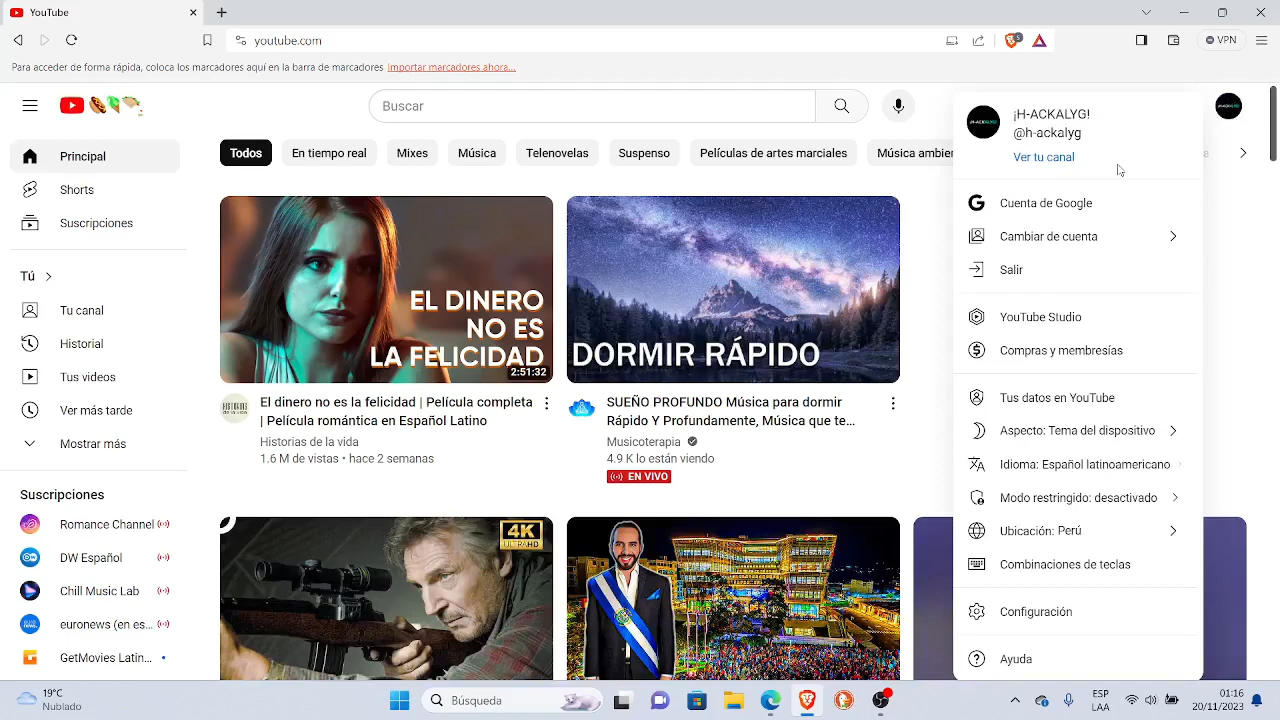 YouTube
youtube.com
VPN
Para acceder de forma rápida, coloca los marcadores aquí en la barra de marcadores Importar marcadores ahora...
Buscar
Principal
Shorts
Suscripciones
Tú
Tu canal
Historial
Tus videos
Ver más tarde
Mostrar más
Suscripciones
Romance Channel
DW Español
Chill Music Lab
euronews (en es...
GetMovies Latin...
Todos
En tiempo real
Mixes
Música
Telenovelas
Suspenso
Películas de artes marciales
Música ambien
EL DINERO
NO ES
LA FELICIDAD
2:51:32
El dinero no es la felicidad | Película completa
| Película romántica en Español Latino
Historias de la vida
1.6 M de vistas • hace 2 semanas
DORMIR RÁPIDO
SUEÑO PROFUNDO Música para dormir
Rápido Y Profundamente, Música que te...
Musicoterapia
4.9 K lo están viendo
EN VIVO
4K
ULTRA HD
¡H-ACKALYG!
@h-ackalyg
Ver tu canal
Cuenta de Google
Cambiar de cuenta
Salir
YouTube Studio
Compras y membresías
Tus datos en YouTube
Aspecto: Tema del dispositivo
Idioma: Español latinoamericano
Modo restringido: desactivado
Ubicación: Perú
Combinaciones de teclas
Configuración
Ayuda
19°C
Nublado
Búsqueda
ESP
LAA
01:16
20/11/2023